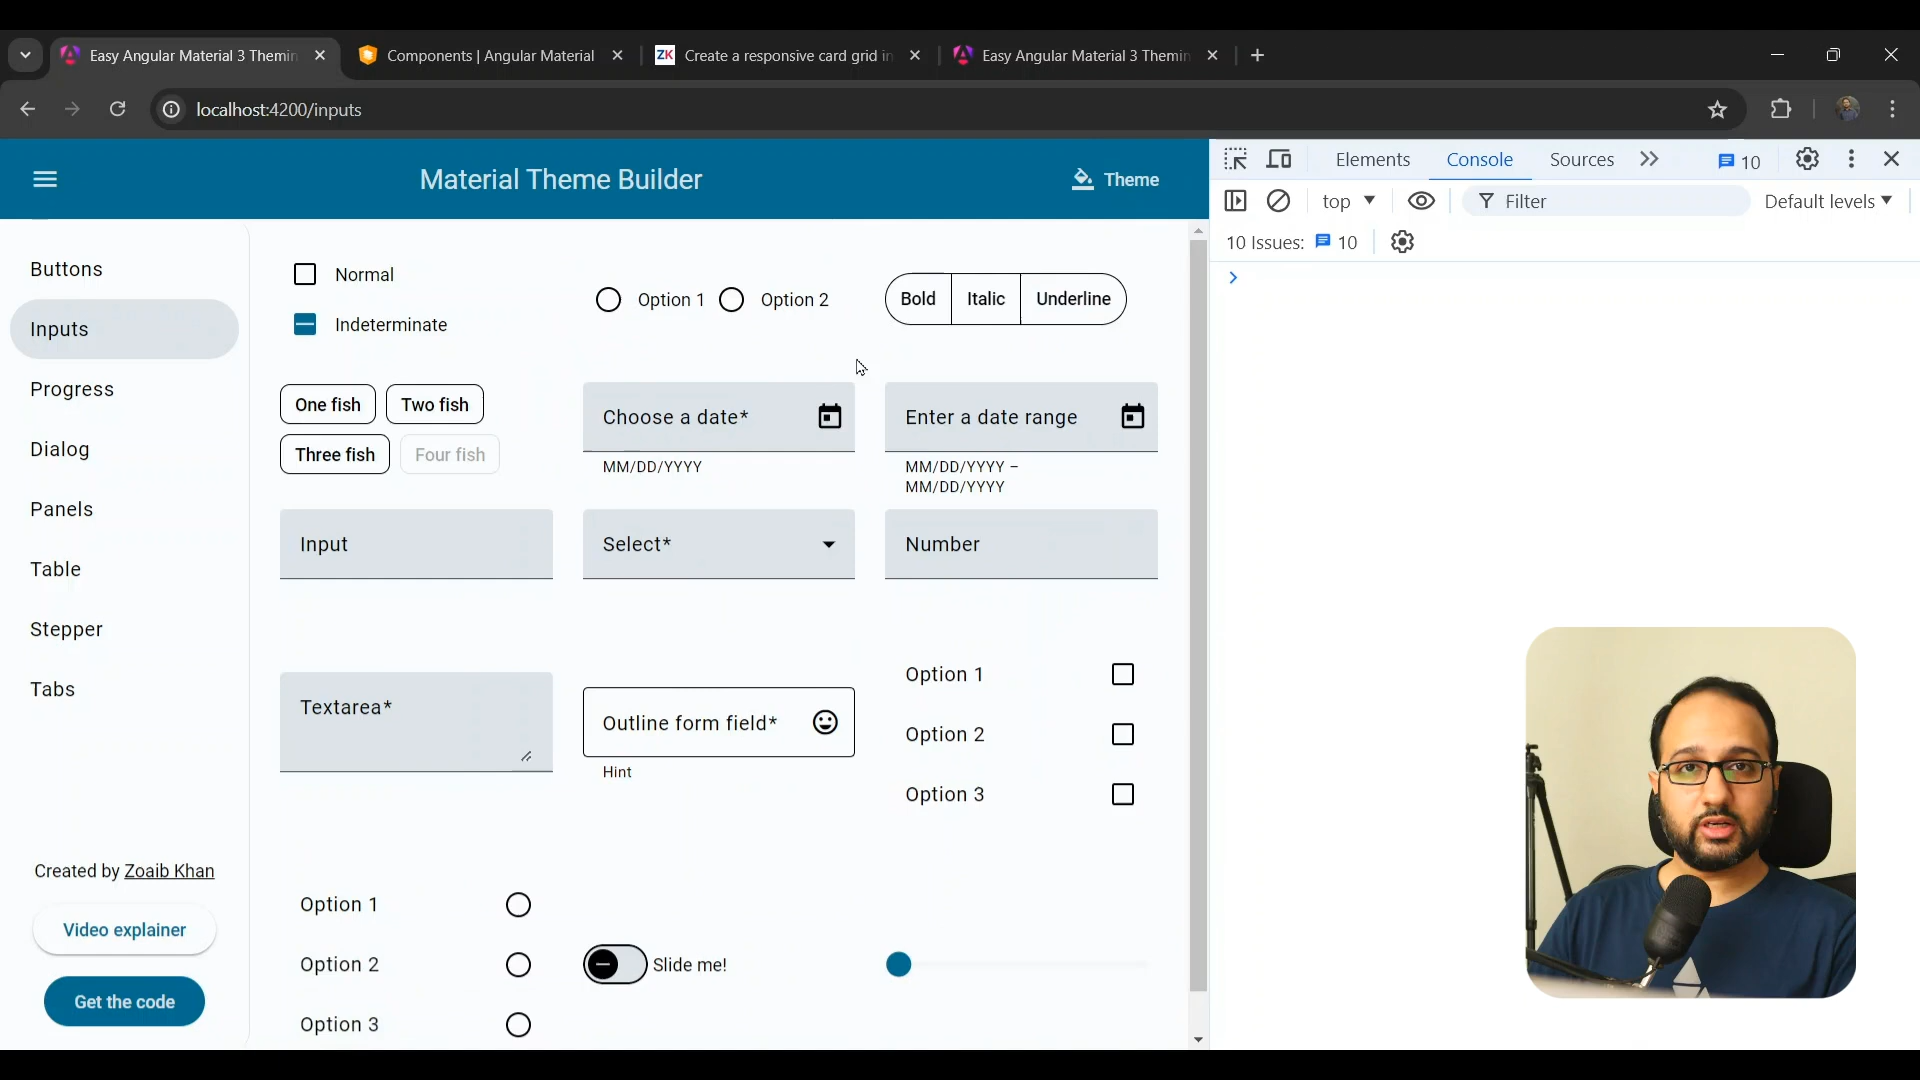 Easy Angular Material 3 Themin
Components | Angular Material
ZK
Create a responsive card grid in
Easy Angular Material 3 Themin
localhost:4200/inputs
Material Theme Builder
Theme
Elements
Console
Sources
10
top
Filter
Default levels
10 Issues:
10
Buttons
Inputs
Progress
Dialog
Panels
Table
Stepper
Tabs
Created by Zoaib Khan
Video explainer
Get the code
Normal
Indeterminate
Option 1
Option 2
Bold
Italic
Underline
One fish
Two fish
Three fish
Four fish
Choose a date*
MM/DD/YYYY
Enter a date range
MM/DD/YYYY –
MM/DD/YYYY
Input
Select*
Number
Textarea*
Outline form field*
Hint
Option 1
Option 2
Option 3
Option 1
Option 2
Option 3
Slide me!